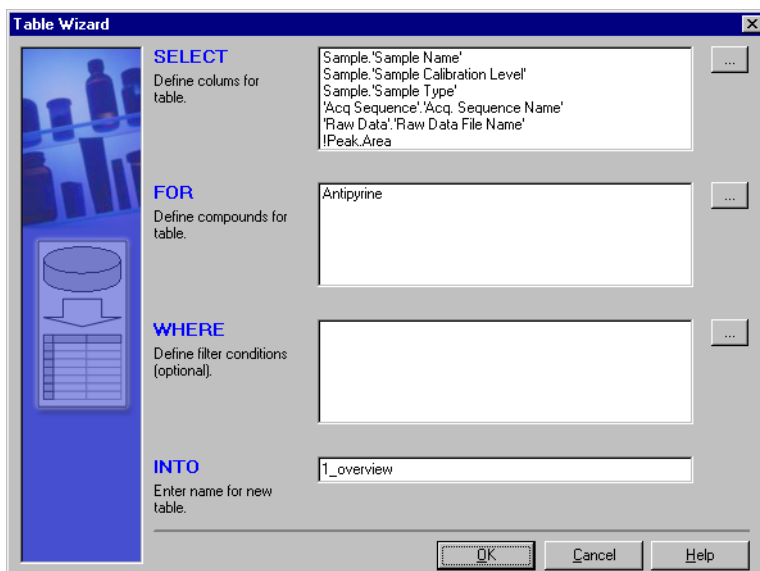 Table Wizard
SELECT
Define colums for
table.
Sample.'Sample Name'
Sample.'Sample Calibration Level'
Sample.'Sample Type'
'Acq Sequence'.'Acq. Sequence Name'
'Raw Data'.'Raw Data File Name'
!Peak.Area
...
FOR
Define compounds for
table.
Antipyrine
...
WHERE
Define filter conditions
(optional).
...
INTO
Enter name for new
table.
1_overview
OK
Cancel
Help